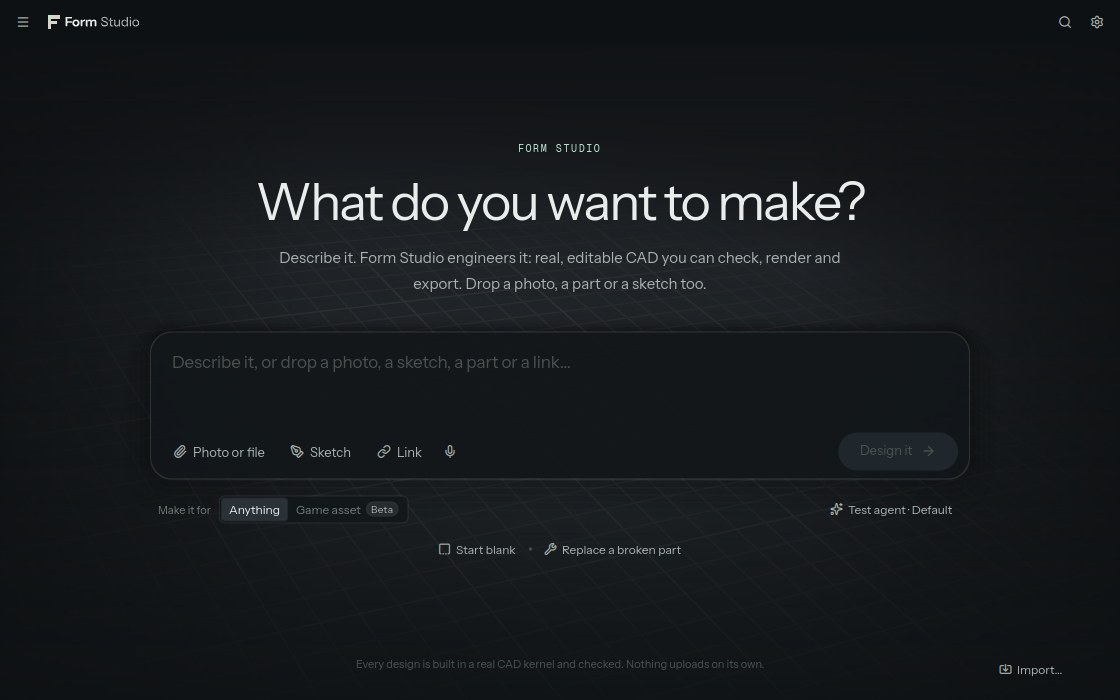 Form Studio
FORM STUDIO
What do you want to make?
Describe it. Form Studio engineers it: real, editable CAD you can check, render and
export. Drop a photo, a part or a sketch too.
Describe it, or drop a photo, a sketch, a part or a link...
Photo or file Sketch Link Design it
Make it for Anything Game asset Beta Test agent · Default
Start blank • Replace a broken part
Every design is built in a real CAD kernel and checked. Nothing uploads on its own.
Import...